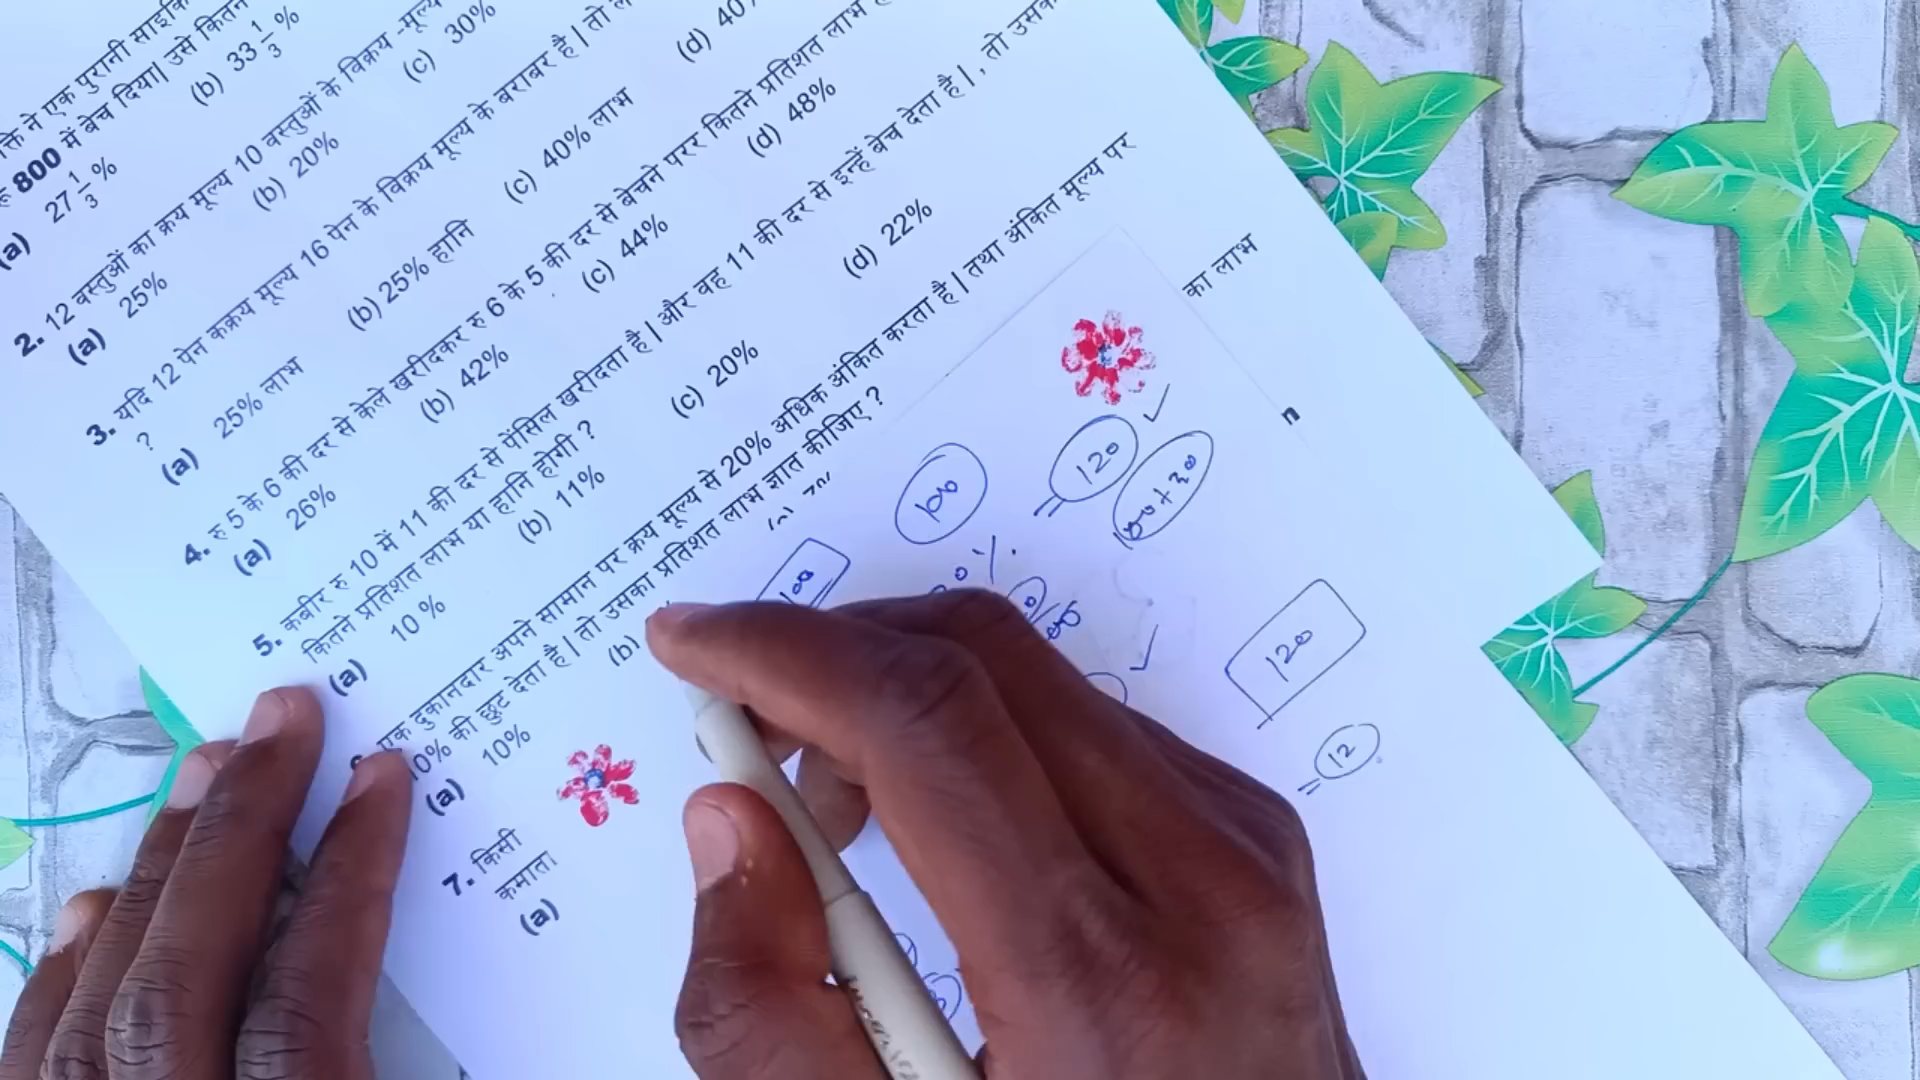 ने एक पुरानी
800 में बेच दिया। उसे
(a) 27 1/3 % (b) 33 1/3 %
2. 12 वस्तुओं का क्रय मूल्य 10 वस्तुओं के विक्रय -मूल्य
(a) 25% (b) 20% (c) 30%
3. यदि 12 पेन कक्रय मूल्य 16 पेन के विक्रय मूल्य के बराबर है। तो
?
(a) 25% लाभ (b) 25% हानि (c) 40% लाभ (d)
4. रु 5 के 6 की दर से केले खरीदकर रु 6 के 5 की दर से बेचने परर कितने प्रतिशत लाभ
(a) 26% (b) 42% (c) 44% (d) 48%
5. कबीर रु 10 में 11 की दर से पेंसिल खरीदता है। और वह 11 की दर से इन्हें बेच देता है।, तो
कितने प्रतिशत लाभ या हानि होगी ?
(a) 10 % (b) 11% (c) 20% (d) 22%
एक दुकानदार अपने सामान पर क्रय मूल्य से 20% अधिक अंकित करता है। तथा अंकित मूल्य पर
10% की छुट देता है। तो उसका प्रतिशत लाभ ज्ञात कीजिए ?
(a) 10% (b)
7. किसी का लाभ
कमाता
(a)
100
= 120 ✓
100+20
100
120
= 12